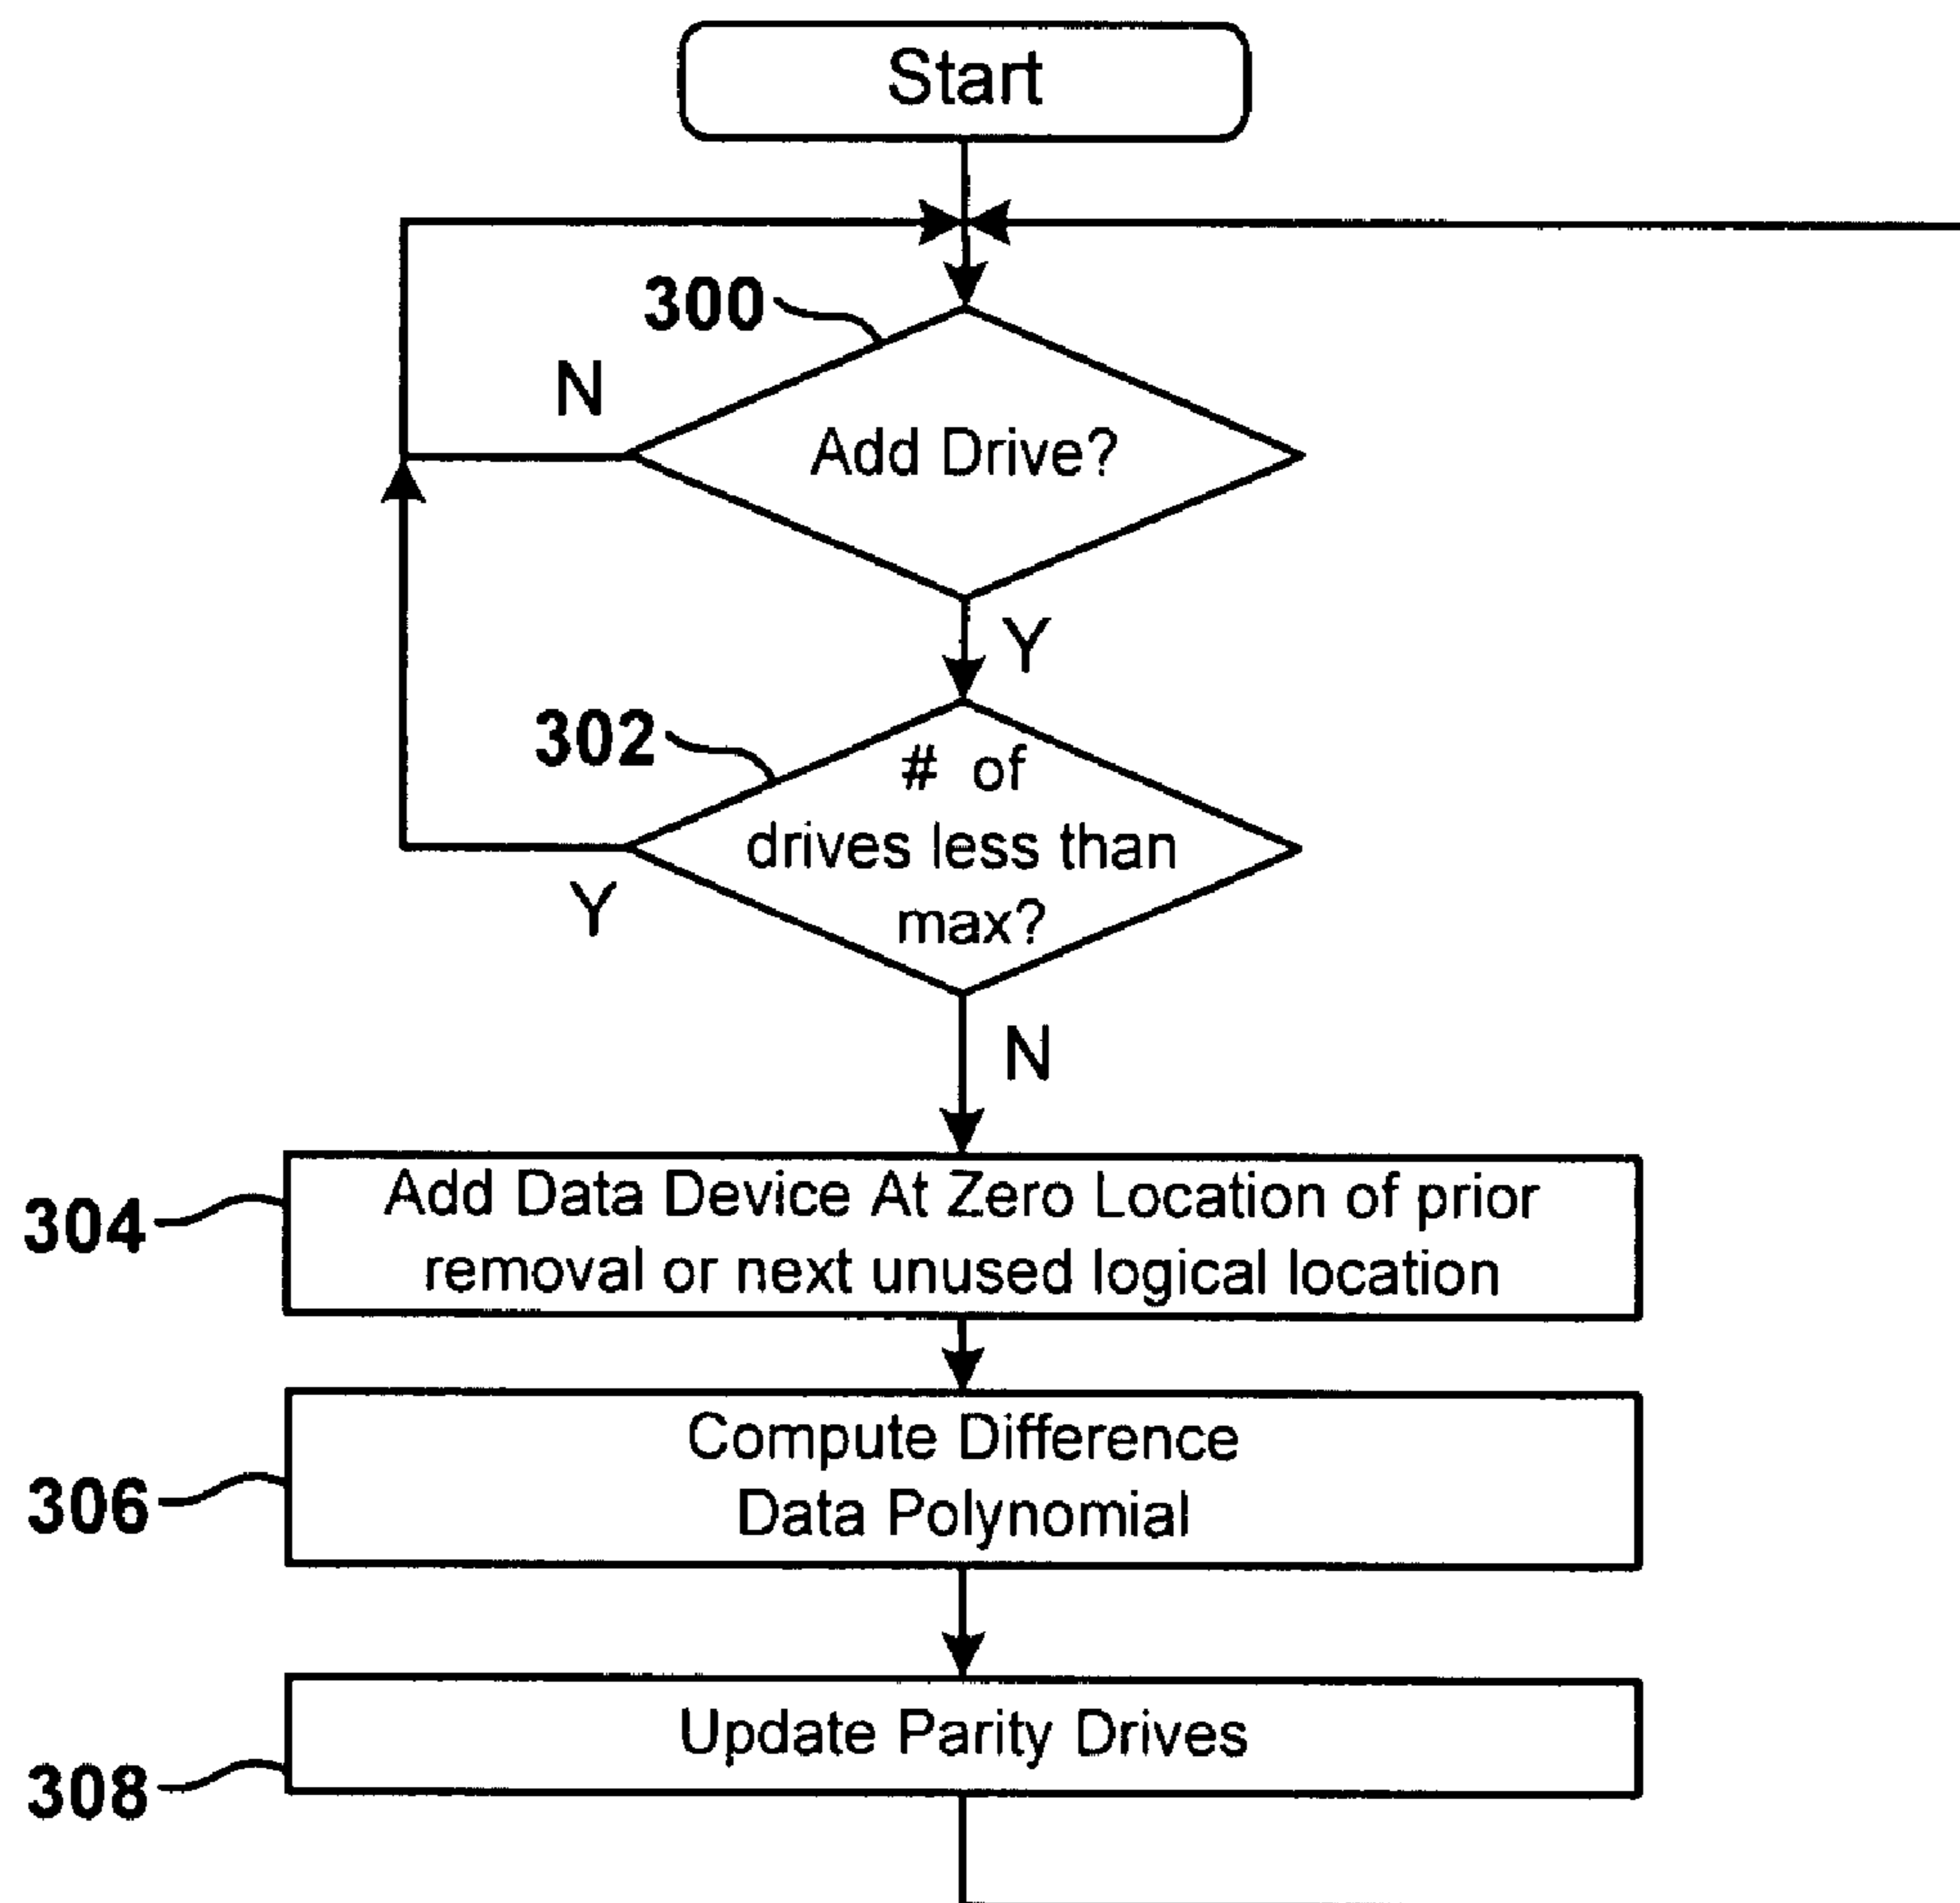 Start
300
N
Add Drive?
Y
302
# of
drives less than
max?
Y
N
304
Add Data Device At Zero Location of prior
removal or next unused logical location
306
Compute Difference
Data Polynomial
308
Update Parity Drives